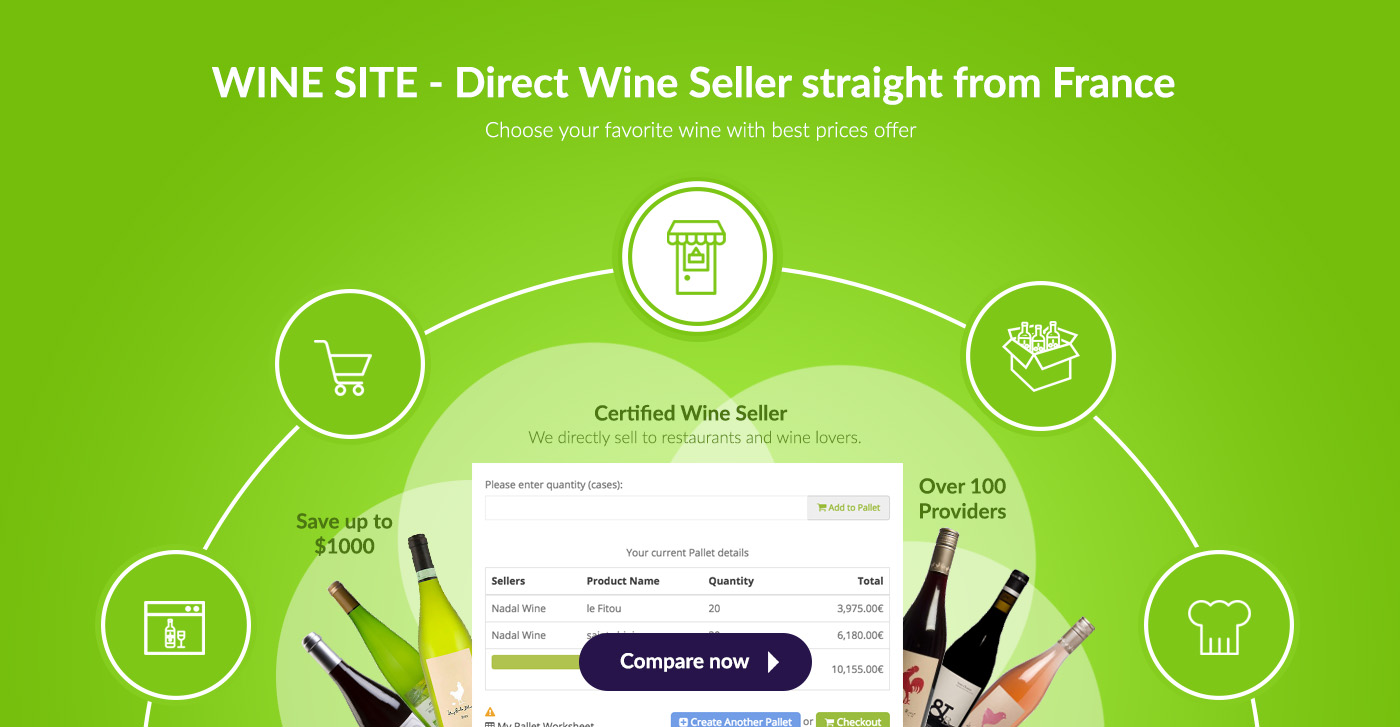 WINE SITE - Direct Wine Seller straight from France
Choose your favorite wine with best prices offer
Certified Wine Seller
We directly sell to restaurants and wine lovers.
Save up to
$1000
Over 100
Providers
Please enter quantity (cases):
Add to Pallet
Your current Pallet details
Sellers Product Name Quantity Total
Nadal Wine le Fitou 20 3,975.00€
Nadal Wine 6,180.00€
10,155.00€
Compare now
My Pallet Worksheet
Create Another Pallet or Checkout